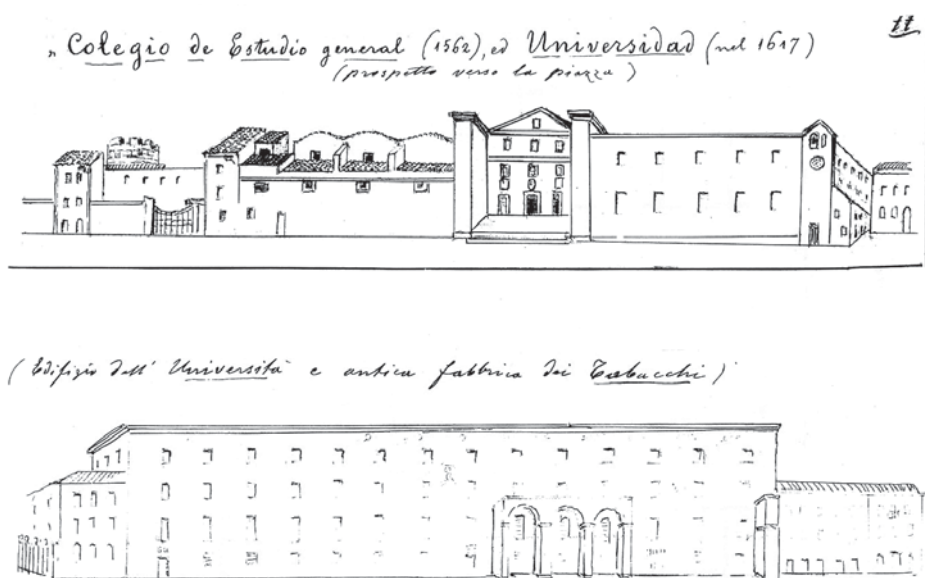 11
„ Colegio de Estudio general (1562), ed Universidad (nel 1617)
(prospetto verso la piazza)
(Edifizio dell' Università e antica fabbrica dei Tabacchi)